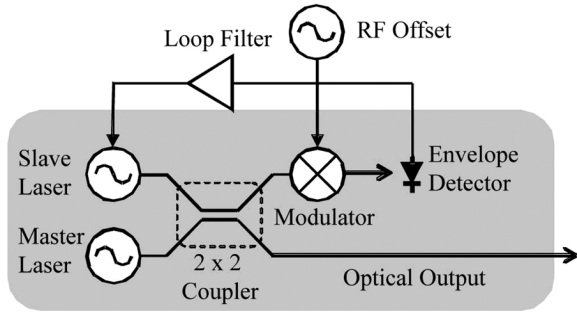 Loop Filter
RF Offset
Slave
Laser
Envelope
Detector
Modulator
Master
Laser
2 x 2
Coupler
Optical Output